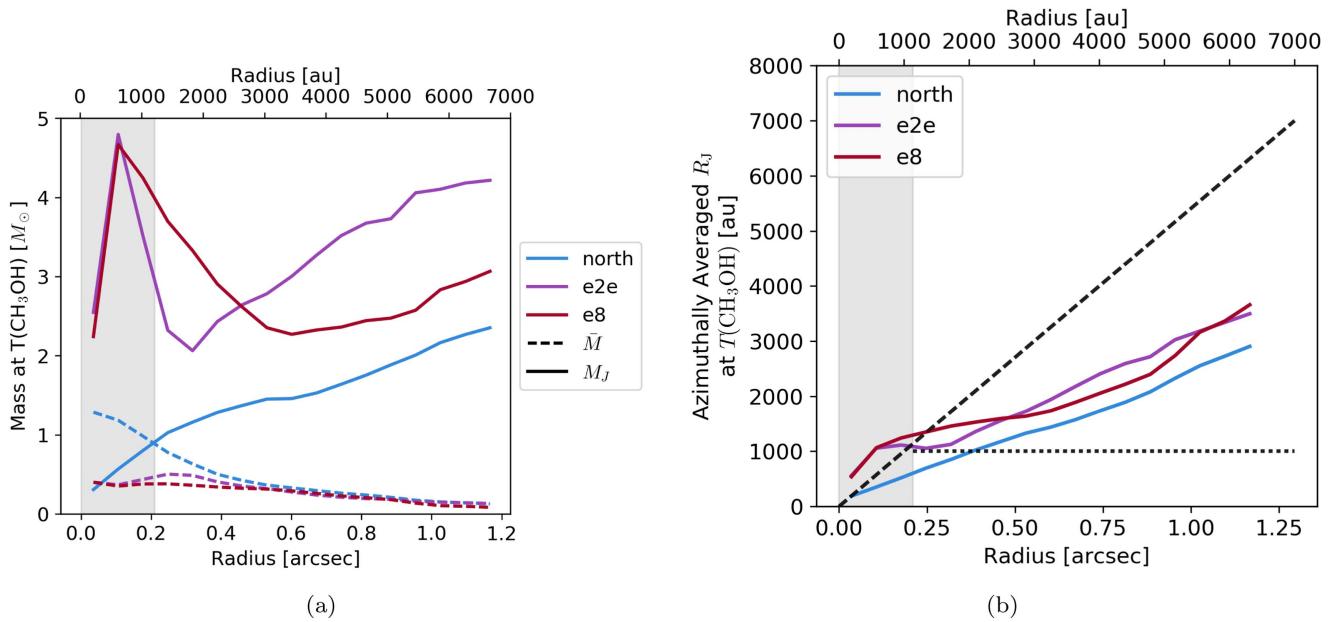 Radius [au]
0 1000 2000 3000 4000 5000 6000 7000
5
4
3
2
1
0
Mass at T(CH₃OH) [M⊙]
0.0 0.2 0.4 0.6 0.8 1.0 1.2
Radius [arcsec]
north
e2e
e8
M̄
M_J
(a)
Radius [au]
0 1000 2000 3000 4000 5000 6000 7000
8000
7000
6000
5000
4000
3000
2000
1000
0
Azimuthally Averaged R_J
at T(CH₃OH) [au]
north
e2e
e8
0.00 0.25 0.50 0.75 1.00 1.25
Radius [arcsec]
(b)